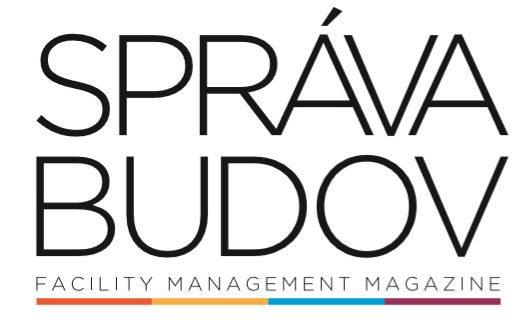 SPRÁVA
BUDOV
FACILITY MANAGEMENT MAGAZINE